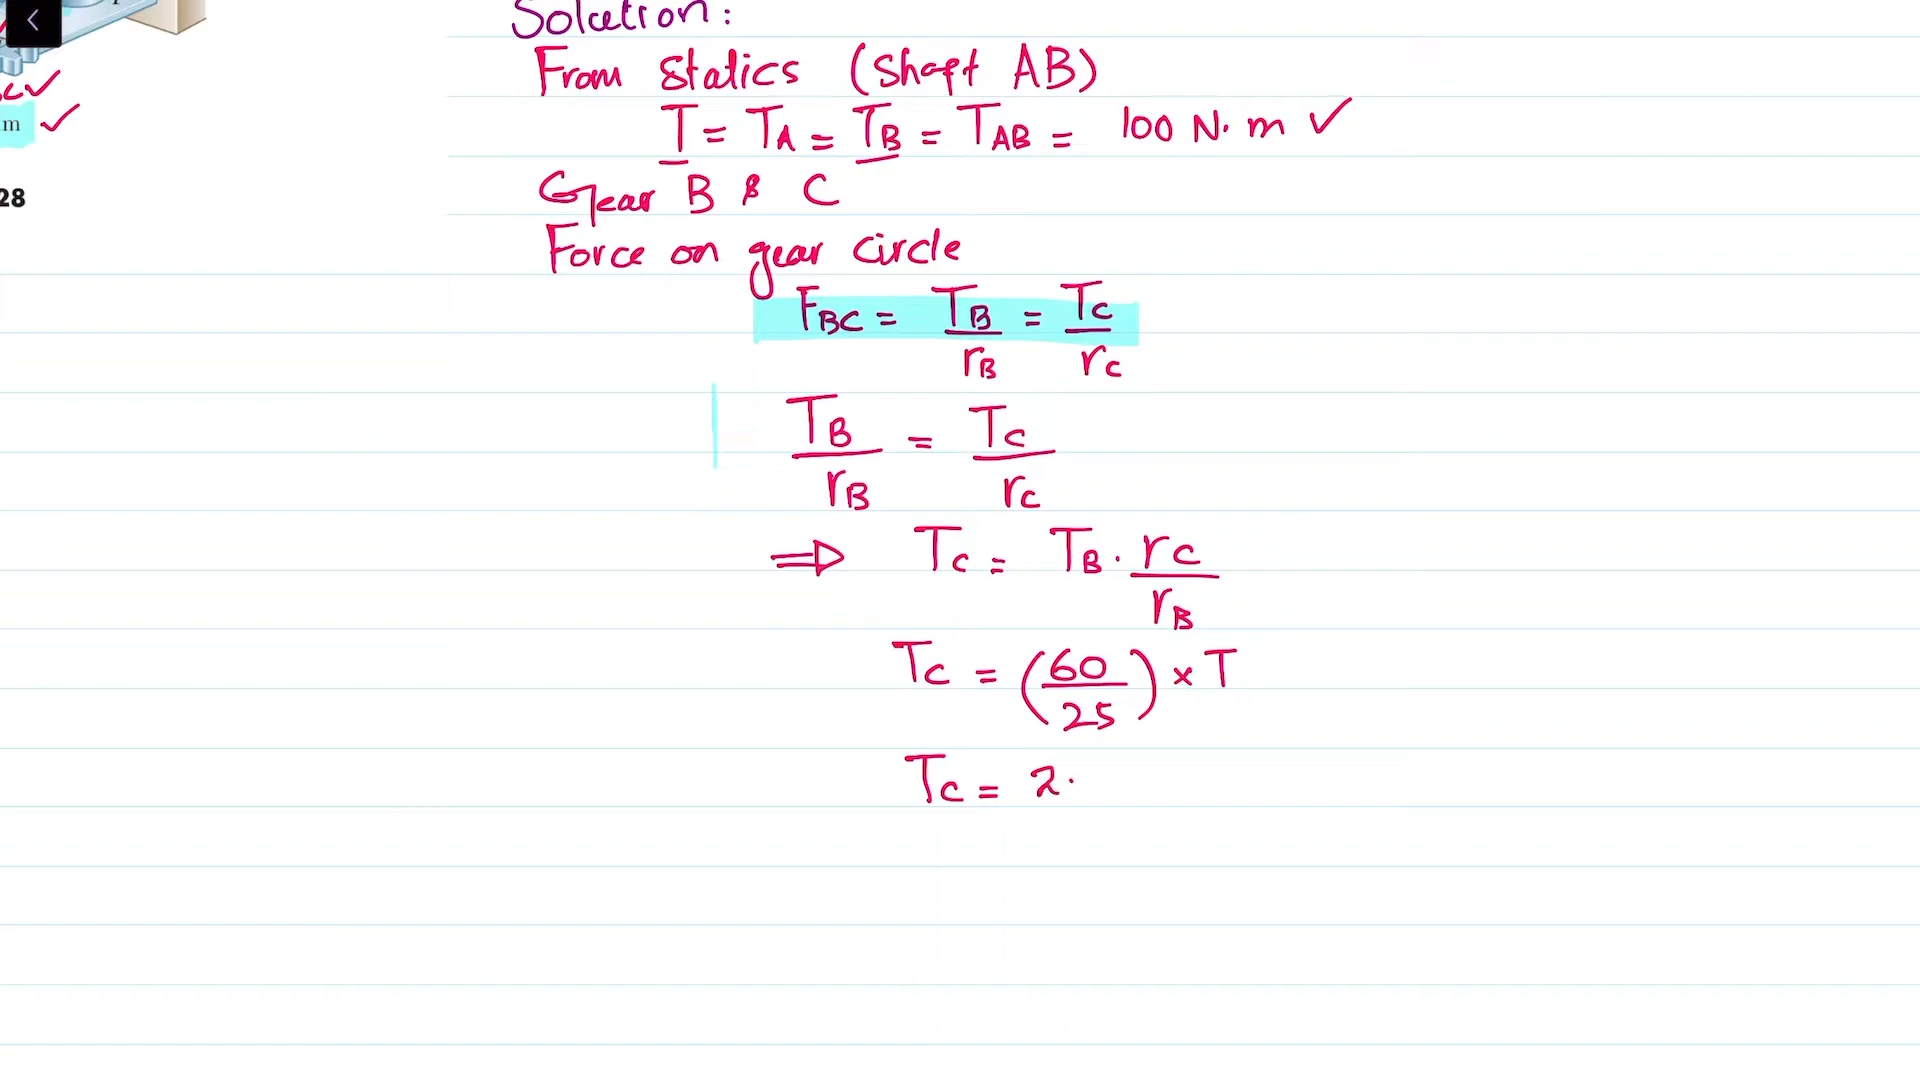 Solution:
From statics (Shaft AB)
T = TA = TB = TAB = 100 N.m ✓
m ✓
28
Gear B & C
Force on gear circle
FBC = TB/rB = TC/rC
TB/rB = TC/rC
⇒ TC = TB . rC/rB
TC = (60/25) × T
TC = 2.